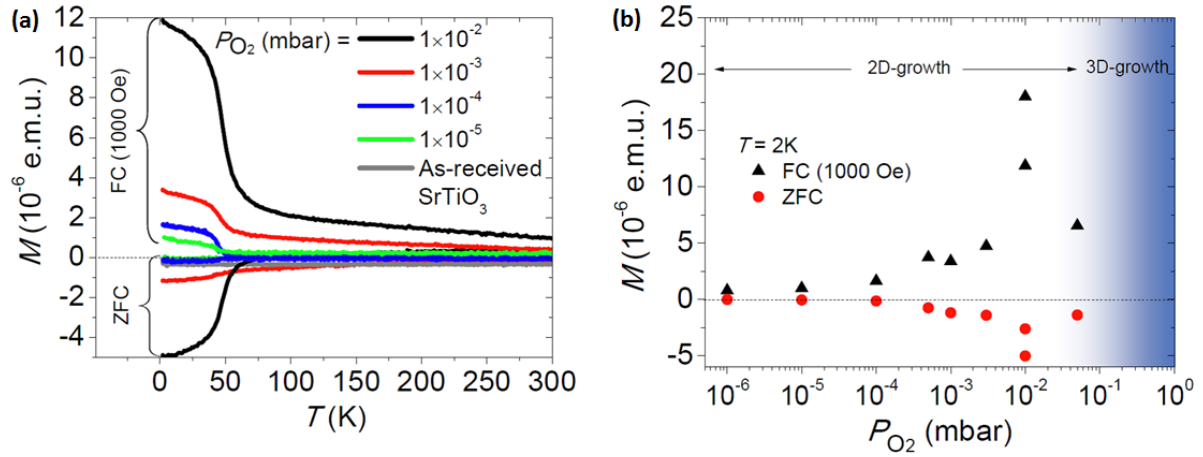 (a)
12
10
8
6
4
2
0
-2
-4
M (10⁻⁶ e.m.u.)
FC (1000 Oe)
ZFC
P_O₂ (mbar) =
1×10⁻²
1×10⁻³
1×10⁻⁴
1×10⁻⁵
As-received
SrTiO₃
0 50 100 150 200 250 300
T (K)
(b)
25
20
15
10
5
0
-5
M (10⁻⁶ e.m.u.)
2D-growth 3D-growth
T = 2K
FC (1000 Oe)
ZFC
10⁻⁶ 10⁻⁵ 10⁻⁴ 10⁻³ 10⁻² 10⁻¹ 10⁰
P_O₂ (mbar)